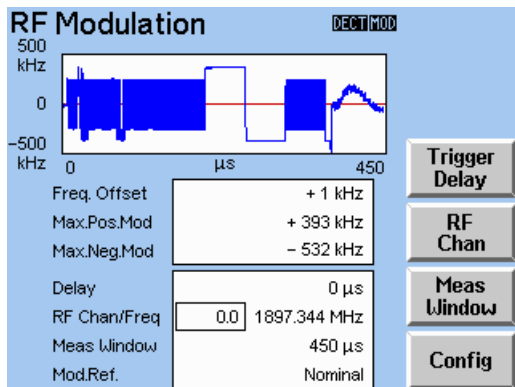 RF Modulation
DECT MOD
500
kHz
0
-500
kHz
0 µs 450
Freq. Offset + 1 kHz
Max.Pos.Mod + 393 kHz
Max.Neg.Mod - 532 kHz
Delay 0 µs
RF Chan/Freq 0.0 1897.344 MHz
Meas Window 450 µs
Mod.Ref. Nominal
Trigger
Delay
RF
Chan
Meas
Window
Config